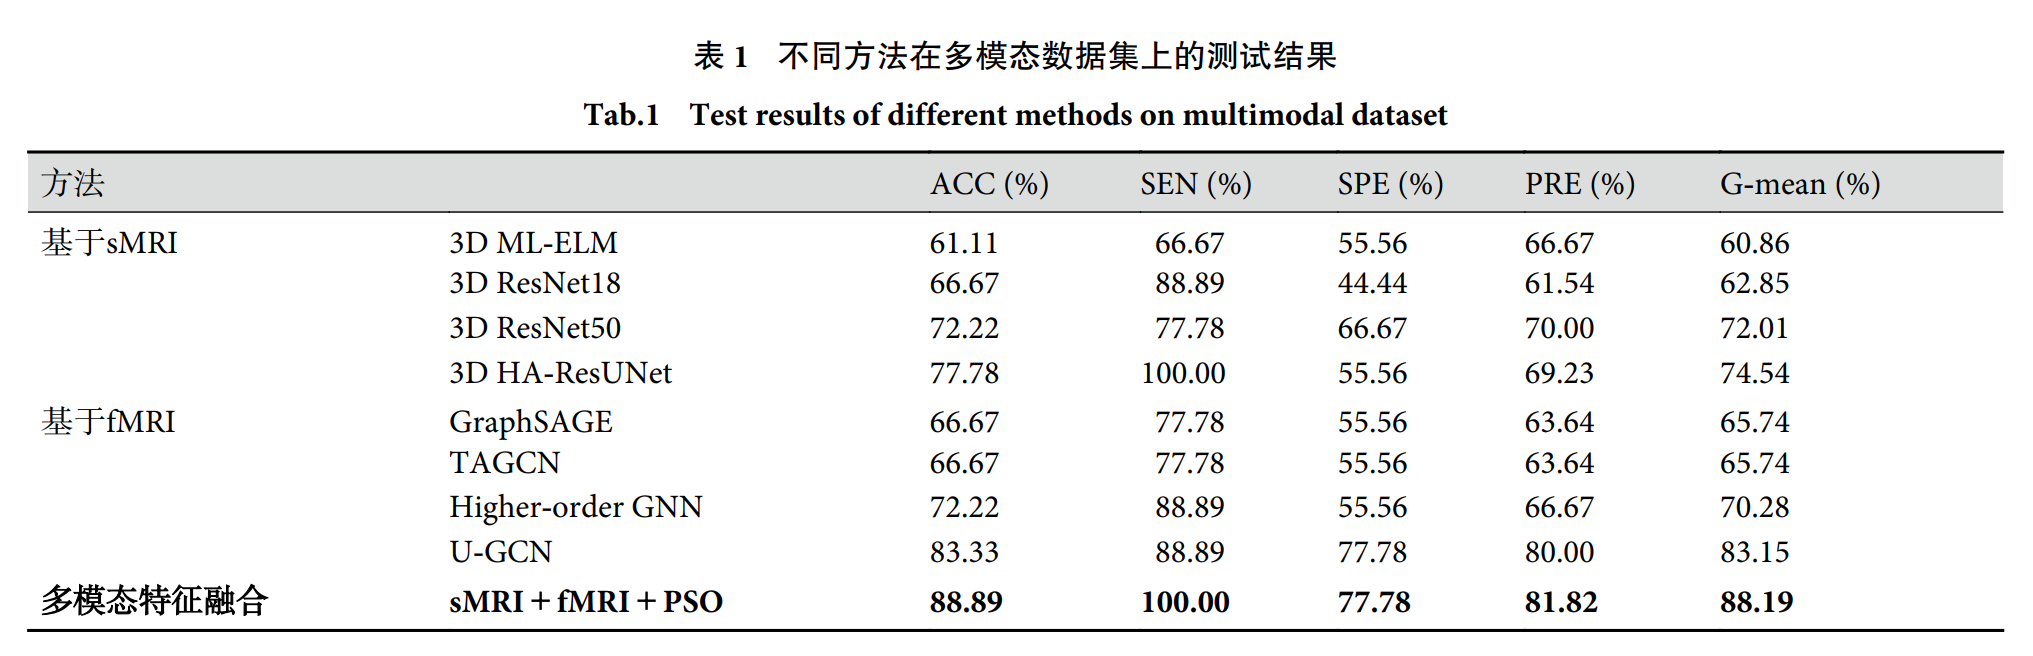 表 1 不同方法在多模态数据集上的测试结果
Tab.1 Test results of different methods on multimodal dataset
方法 ACC (%) SEN (%) SPE (%) PRE (%) G-mean (%)
基于sMRI 3D ML-ELM 61.11 66.67 55.56 66.67 60.86
3D ResNet18 66.67 88.89 44.44 61.54 62.85
3D ResNet50 72.22 77.78 66.67 70.00 72.01
3D HA-ResUNet 77.78 100.00 55.56 69.23 74.54
基于fMRI GraphSAGE 66.67 77.78 55.56 63.64 65.74
TAGCN 66.67 77.78 55.56 63.64 65.74
Higher-order GNN 72.22 88.89 55.56 66.67 70.28
U-GCN 83.33 88.89 77.78 80.00 83.15
多模态特征融合 sMRI+fMRI+PSO 88.89 100.00 77.78 81.82 88.19